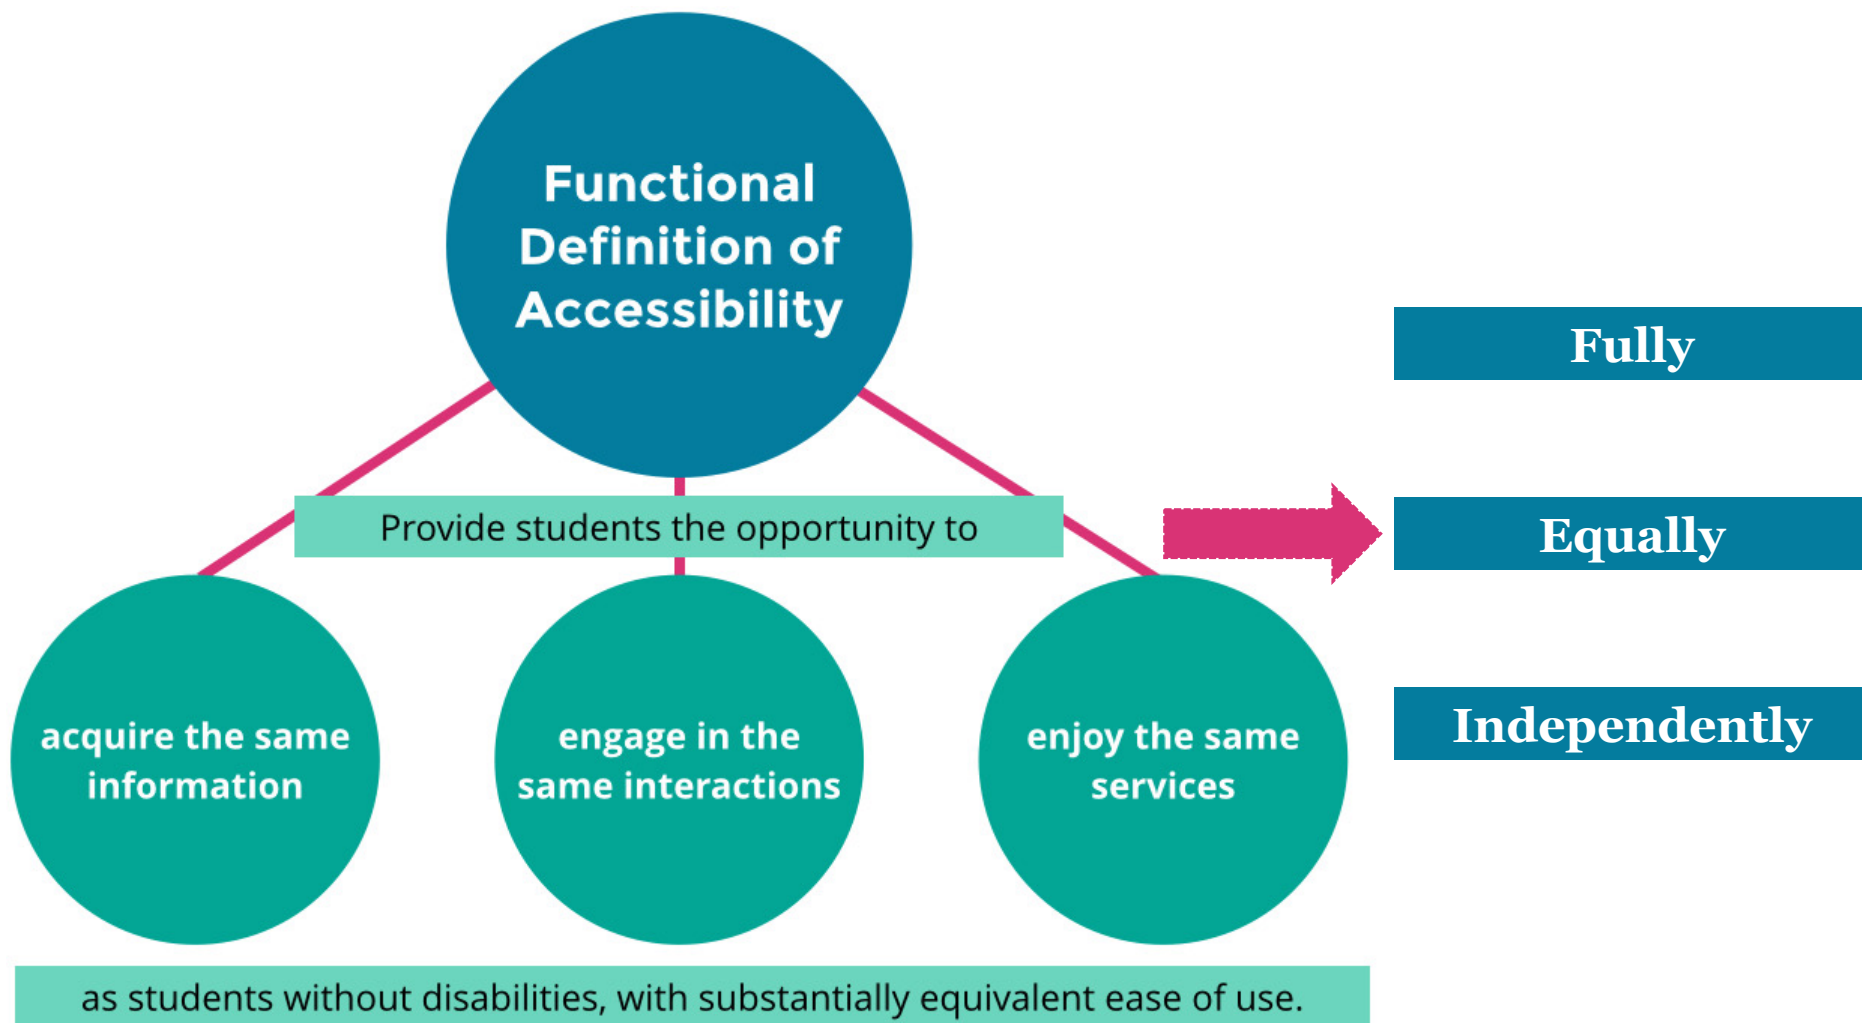 Functional
Definition of
Accessibility
Provide students the opportunity to
acquire the same
information
engage in the
same interactions
enjoy the same
services
as students without disabilities, with substantially equivalent ease of use.
Fully
Equally
Independently